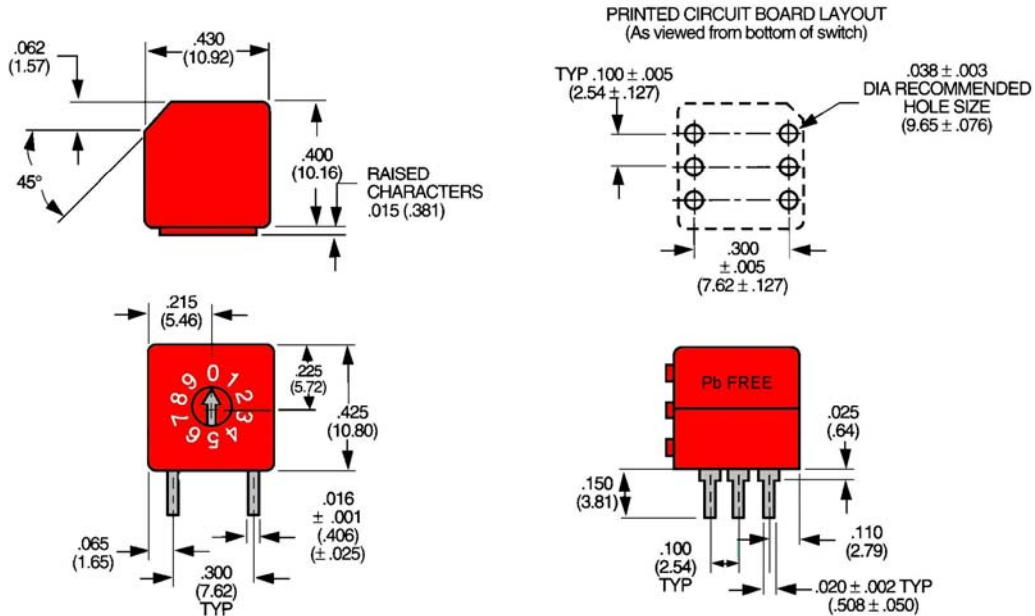 .062
(1.57)
.430
(10.92)
45°
.400
(10.16)
RAISED
CHARACTERS
.015 (.381)
PRINTED CIRCUIT BOARD LAYOUT
(As viewed from bottom of switch)
TYP .100 ± .005
(2.54 ± .127)
.038 ± .003
DIA RECOMMENDED
HOLE SIZE
(9.65 ± .076)
.300
± .005
(7.62 ± .127)
.215
(5.46)
0 1 2 3 4 5 6 7 8 9
.225
(5.72)
.425
(10.80)
.065
(1.65)
.300
(7.62)
TYP
.016
± .001
(.406)
(± .025)
Pb FREE
.025
(.64)
.150
(3.81)
.100
(2.54)
TYP
.110
(2.79)
.020 ± .002 TYP
(.508 ± .050)